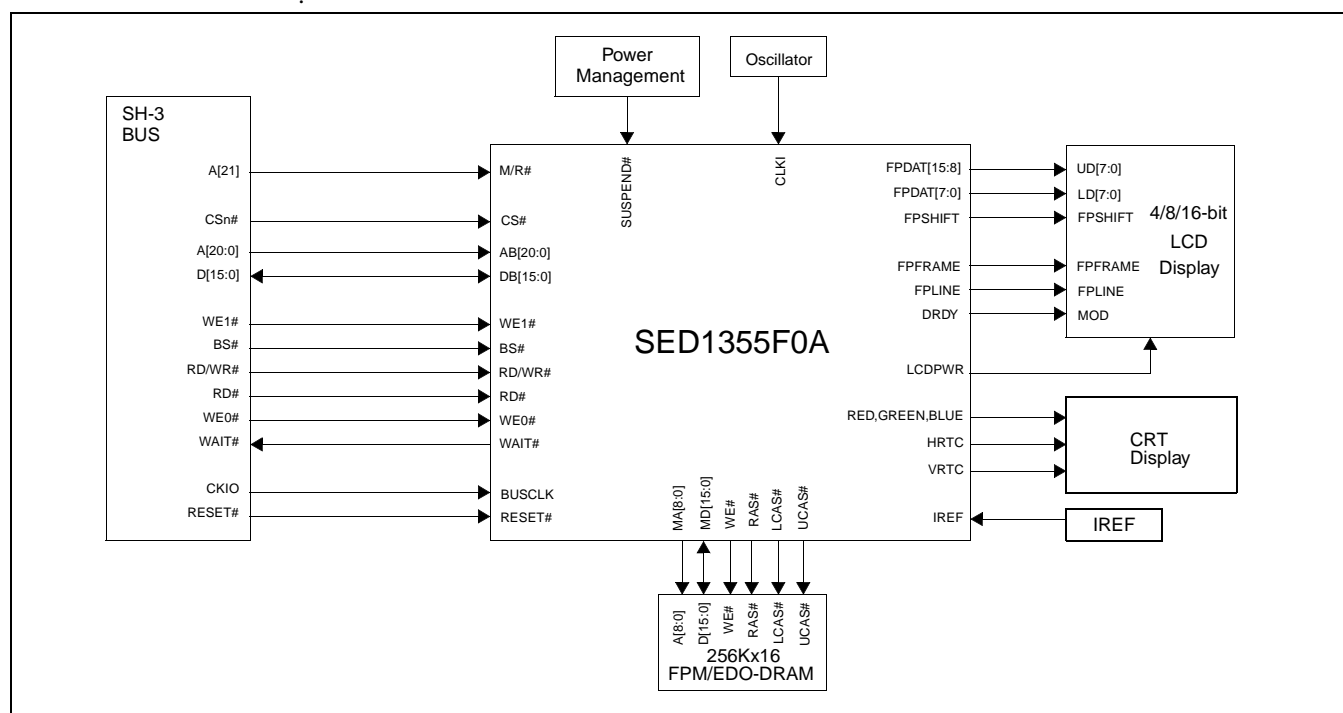 Power
Management
Oscillator
SH-3
BUS
A[21]
CSn#
A[20:0]
D[15:0]
WE1#
BS#
RD/WR#
RD#
WE0#
WAIT#
CKIO
RESET#
M/R#
CS#
AB[20:0]
DB[15:0]
WE1#
BS#
RD/WR#
RD#
WE0#
WAIT#
BUSCLK
RESET#
SUSPEND#
CLKI
SED1355F0A
FPDAT[15:8]
FPDAT[7:0]
FPSHIFT
FPFRAME
FPLINE
DRDY
LCDPWR
RED,GREEN,BLUE
HRTC
VRTC
IREF
UD[7:0]
LD[7:0]
FPSHIFT
FPFRAME
FPLINE
MOD
4/8/16-bit
LCD
Display
CRT
Display
IREF
MA[8:0]
MD[15:0]
WE#
RAS#
LCAS#
UCAS#
A[8:0]
D[15:0]
WE#
RAS#
LCAS#
UCAS#
256Kx16
FPM/EDO-DRAM